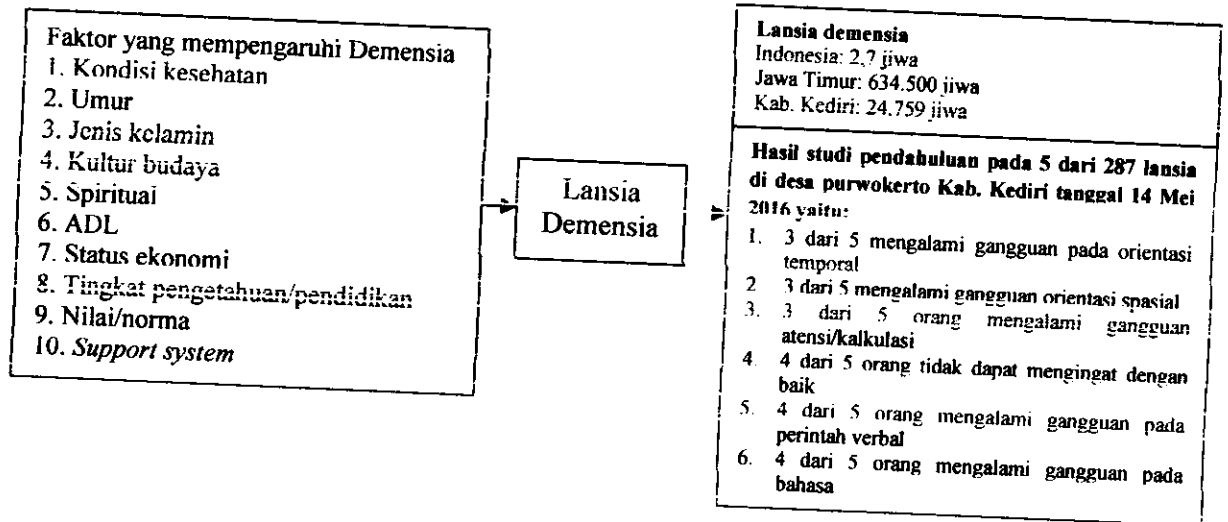 Faktor yang mempengaruhi Demensia
1. Kondisi kesehatan
2. Umur
3. Jenis kelamin
4. Kultur budaya
5. Spiritual
6. ADL
7. Status ekonomi
8. Tingkat pengetahuan/pendidikan
9. Nilai/norma
10. Support system
Lansia
Demensia
Lansia demensia
Indonesia: 2,7 jiwa
Jawa Timur: 634.500 jiwa
Kab. Kediri: 24.759 jiwa
Hasil studi pendahuluan pada 5 dari 287 lansia
di desa purwokerto Kab. Kediri tanggal 14 Mei
2016 yaitu:
1. 3 dari 5 mengalami gangguan pada orientasi
temporal
2 3 dari 5 mengalami gangguan orientasi spasial
3. 3 dari 5 orang mengalami gangguan
atensi/kalkulasi
4. 4 dari 5 orang tidak dapat mengingat dengan
baik
5. 4 dari 5 orang mengalami gangguan pada
perintah verbal
6. 4 dari 5 orang mengalami gangguan pada
bahasa